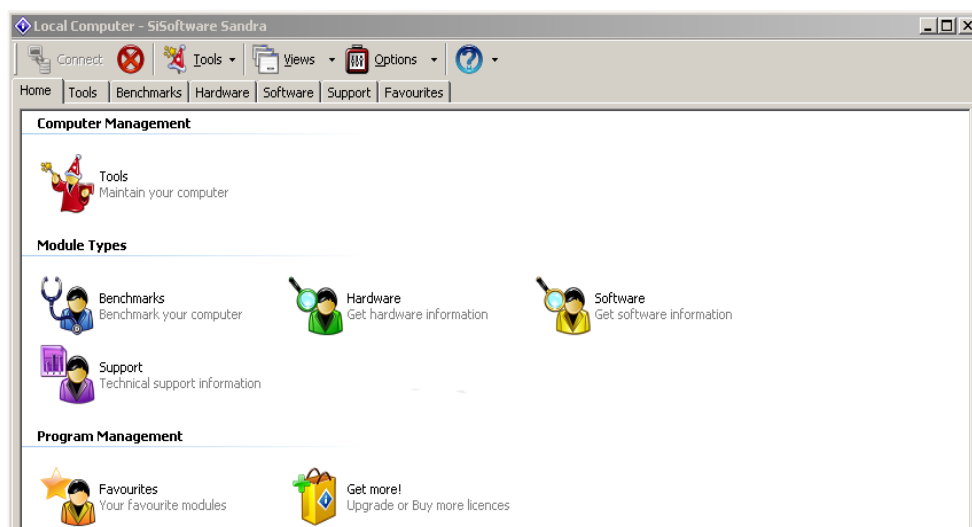 Local Computer - SiSoftware Sandra
Connect Tools Views Options
Home Tools Benchmarks Hardware Software Support Favourites
Computer Management
Tools
Maintain your computer
Module Types
Benchmarks
Benchmark your computer
Hardware
Get hardware information
Software
Get software information
Support
Technical support information
Program Management
Favourites
Your favourite modules
Get more!
Upgrade or Buy more licences